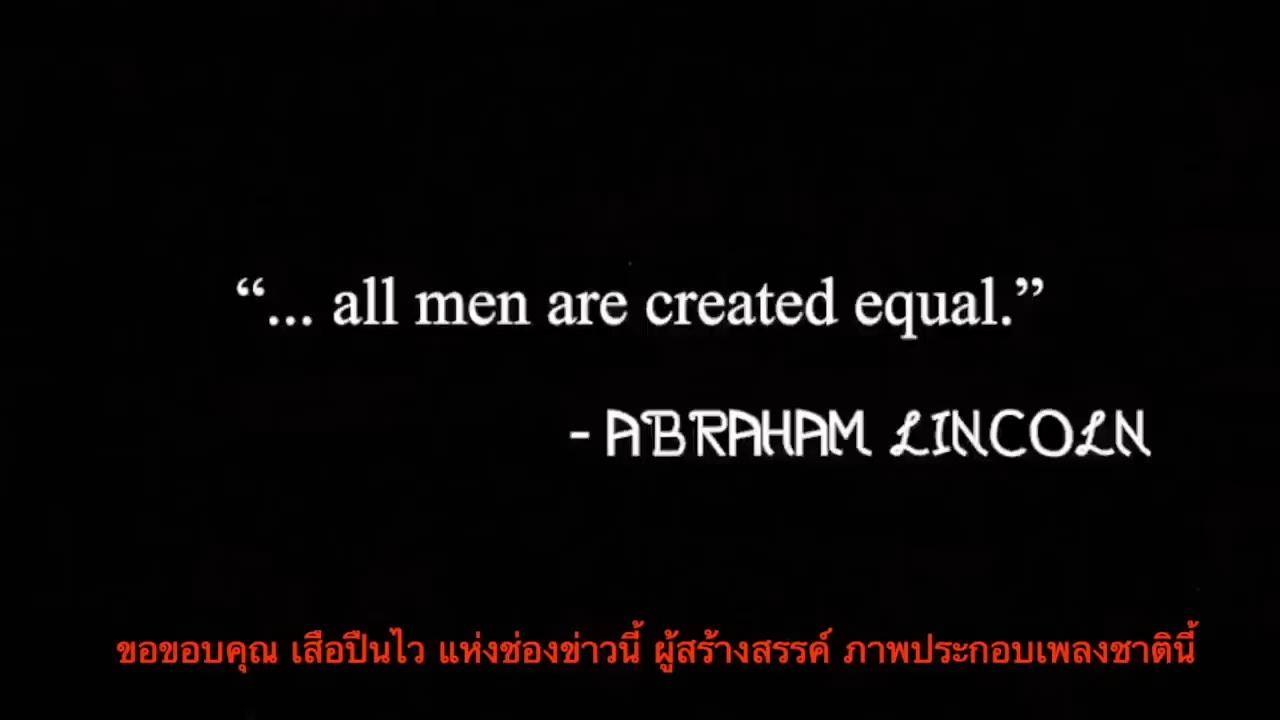 “... all men are created equal.”
- ABRAHAM LINCOLN
ขอขอบคุณ เสือปืนไว แห่งช่องข่าวนี้ ผู้สร้างสรรค์ ภาพประกอบเพลงชาตินี้